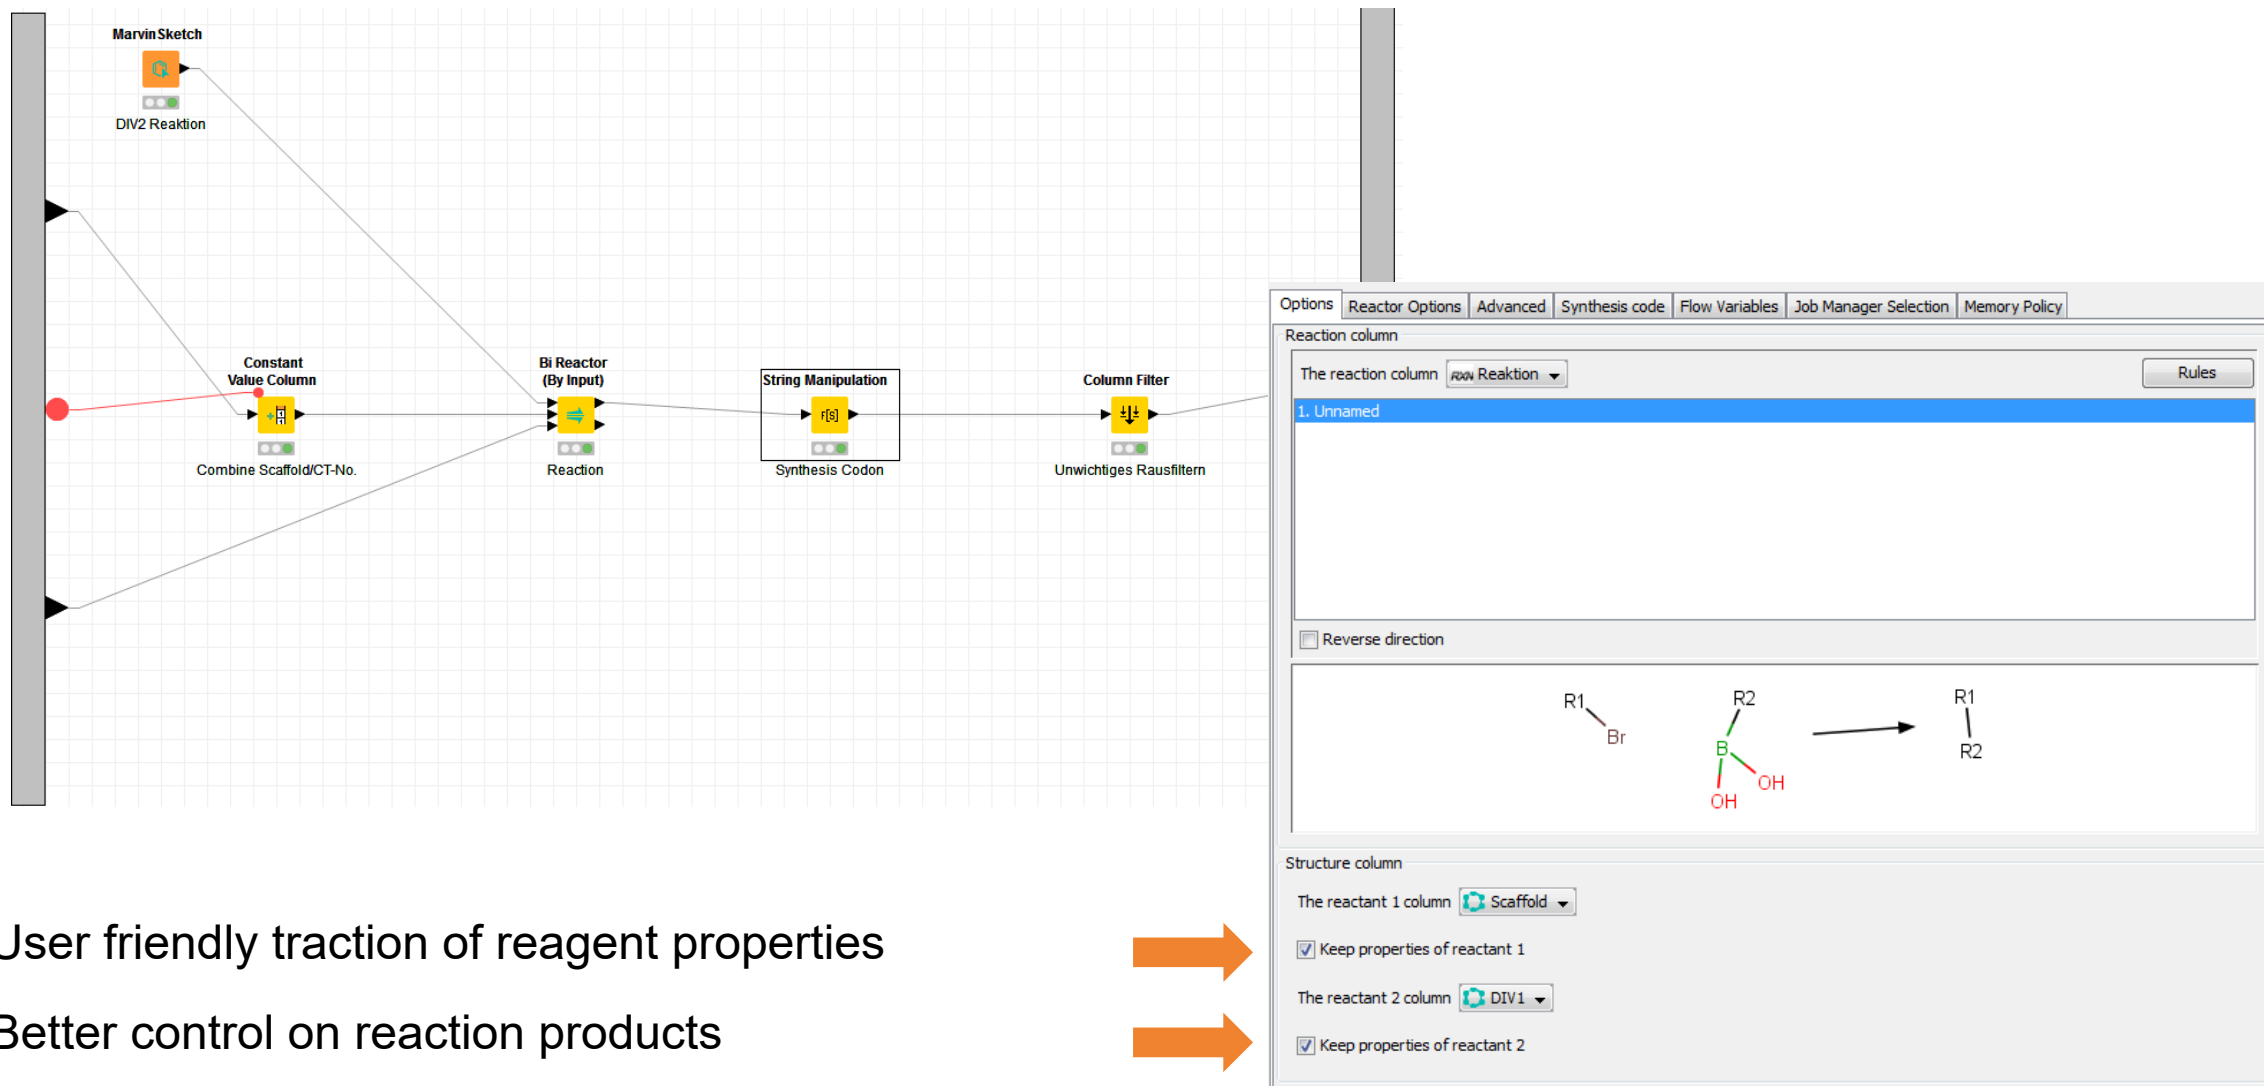 MarvinSketch
DIV2 Reaktion
Constant
Value Column
Combine Scaffold/CT-No.
Bi Reactor
(By Input)
Reaction
String Manipulation
F[S]
Synthesis Codon
Column Filter
Unwichtiges Rausfiltern
Options Reactor Options Advanced Synthesis code Flow Variables Job Manager Selection Memory Policy
Reaction column
The reaction column RXN Reaktion Rules
1. Unnamed
Reverse direction
R1 R2 R1
Br B R2
OH
OH
Structure column
The reactant 1 column Scaffold
Keep properties of reactant 1
The reactant 2 column DIV1
Keep properties of reactant 2
User friendly traction of reagent properties
Better control on reaction products